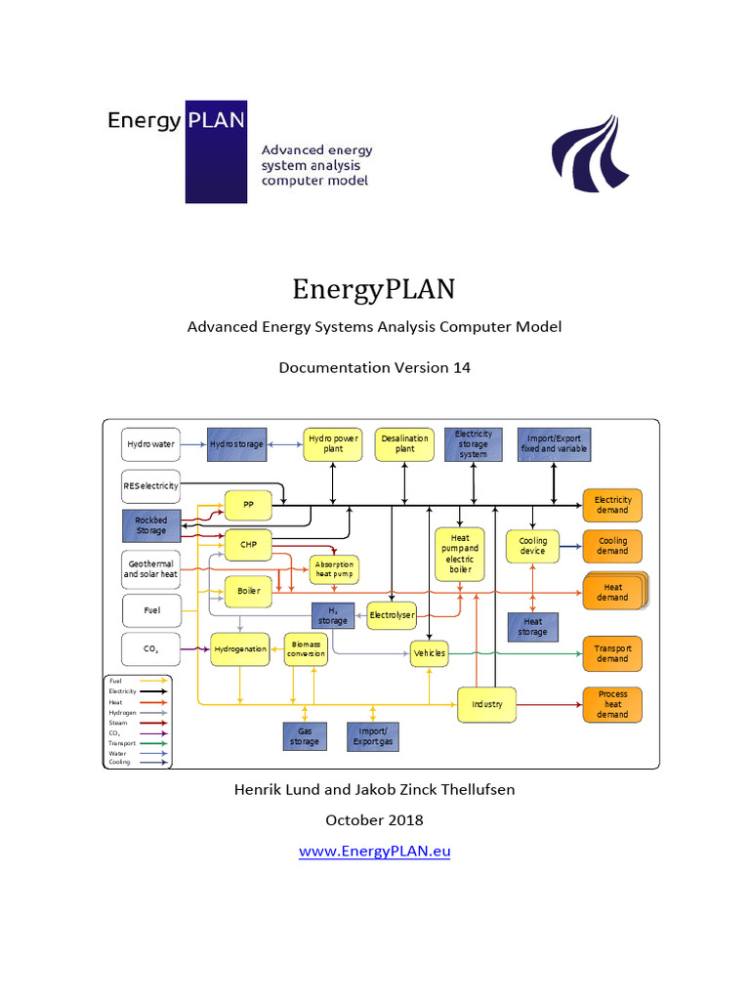 Energy PLAN
Advanced energy
system analysis
computer model
EnergyPLAN
Advanced Energy Systems Analysis Computer Model
Documentation Version 14
Hydro water
Hydro storage
Hydro power
plant
Desalination
plant
Electricity
storage
system
Import/Export
fixed and variable
RES electricity
PP
Electricity
demand
Rockbed
Storage
CHP
Heat
pump and
electric
boiler
Cooling
device
Cooling
demand
Geothermal
and solar heat
Absorption
heat pump
Boiler
Heat
demand
Fuel
H₂
storage
Electrolyser
Heat
storage
CO₂
Hydrogenation
Biomass
conversion
Vehicles
Transport
demand
Fuel
Electricity
Heat
Hydrogen
Steam
CO₂
Transport
Water
Cooling
Industry
Process
heat
demand
Gas
storage
Import/
Export gas
Henrik Lund and Jakob Zinck Thellufsen
October 2018
www.EnergyPLAN.eu